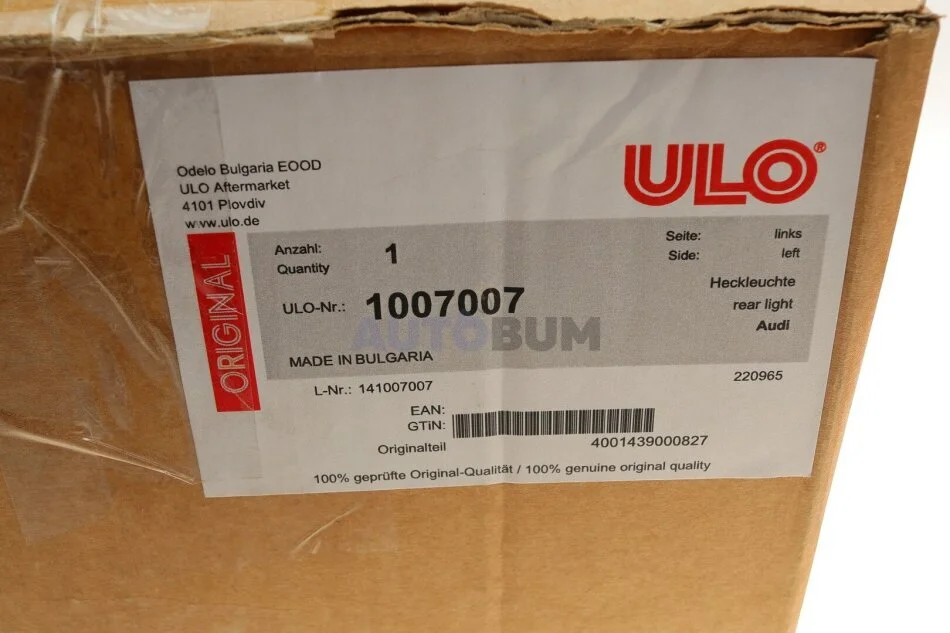 Odelo Bulgaria EOOD
ULO Aftermarket
4101 Plovdiv
www.ulo.de
ULO®
ORIGINAL
Anzahl: 1
Quantity
Seite: links
Side: left
ULO-Nr.: 1007007
Heckleuchte
rear light
Audi
AUTOBUM
MADE IN BULGARIA
L-Nr.: 141007007
220965
EAN:
GTiN:
4001439000827
Originalteil
100% geprüfte Original-Qualität / 100% genuine original quality